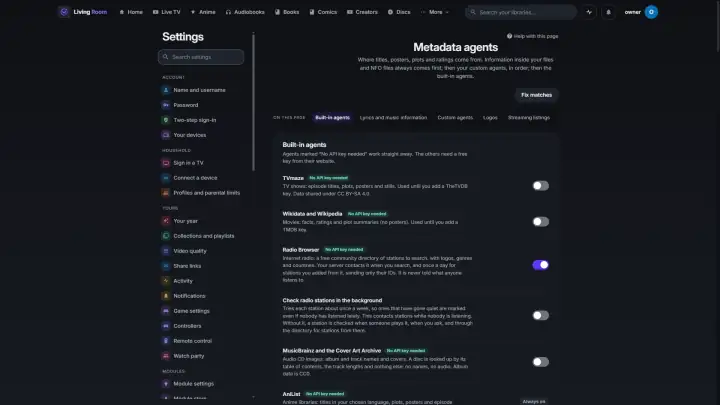 Living Room
Home
Live TV
Anime
Audiobooks
Books
Comics
Creators
Discs
More
Search your libraries...
owner
O
Settings
Search settings
ACCOUNT
Name and username
Password
Two-step sign-in
Your devices
HOUSEHOLD
Sign in a TV
Connect a device
Profiles and parental limits
YOURS
Your year
Collections and playlists
Video quality
Share links
Activity
Notifications
Game settings
Controllers
Remote control
Watch party
MODULES
Module settings
Module store
Help with this page
Metadata agents
Where titles, posters, plots and ratings come from. Information inside your files
and NFO files always comes first, then your custom agents, in order; then the
built-in agents.
Fix matches
ON THIS PAGE
Built-in agents
Lyrics and music information
Custom agents
Logos
Streaming listings
Built-in agents
Agents marked "No API key needed" work straight away. The others need a free
key from their website.
TVmaze No API key needed
TV shows: episode titles, plots, posters and stills. Used until you add a TheTVDB
key. Data shared under CC BY-SA 4.0.
Wikidata and Wikipedia No API key needed
Movies: facts, ratings and plot summaries (no posters). Used until you add a
TMDB key.
Radio Browser No API key needed
Internet radio: a free community directory of stations to search, with logos, genres
and countries. Your server contacts it when you search, and once a day for
stations you added from it, sending only their IDs. It is never told what anyone
listens to.
Check radio stations in the background
Tries each station about once a week, so ones that have gone quiet are marked
even if nobody has listened lately. This contacts stations while nobody is listening.
Without it, a station is checked when someone plays it, when you ask, and through
the directory for stations from there.
MusicBrainz and the Cover Art Archive No API key needed
Audio CD images: album and track names and covers. A disc is looked up by its
table of contents, the track lengths and nothing else: no names, no audio. Album
data is CC0.
AniList No API key needed
Anime libraries: titles in your chosen language, plots, posters and episode
Always on